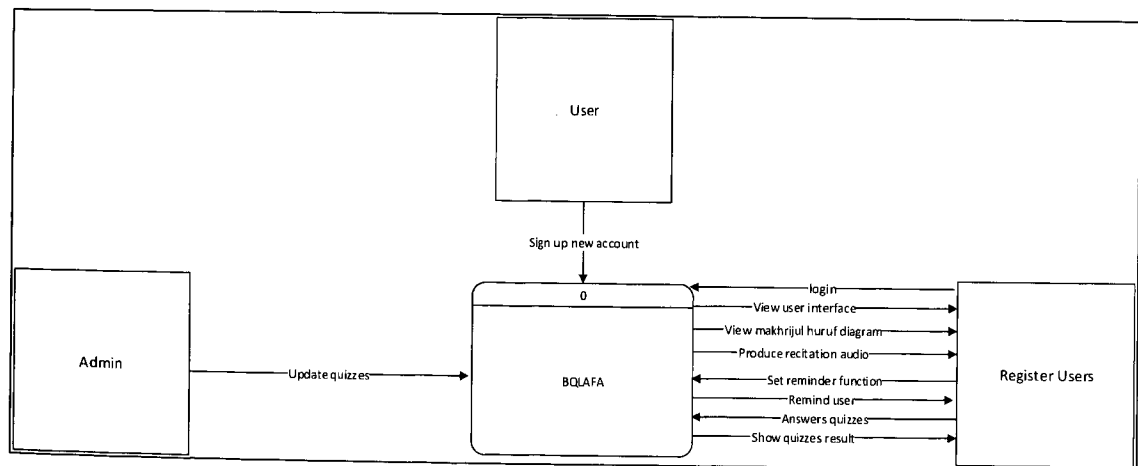 User
Sign up new account
0
BQLAFA
Admin
Update quizzes
login
View user interface
View makhrijul huruf diagram
Produce recitation audio
Set reminder function
Remind user
Answers quizzes
Show quizzes result
Register Users